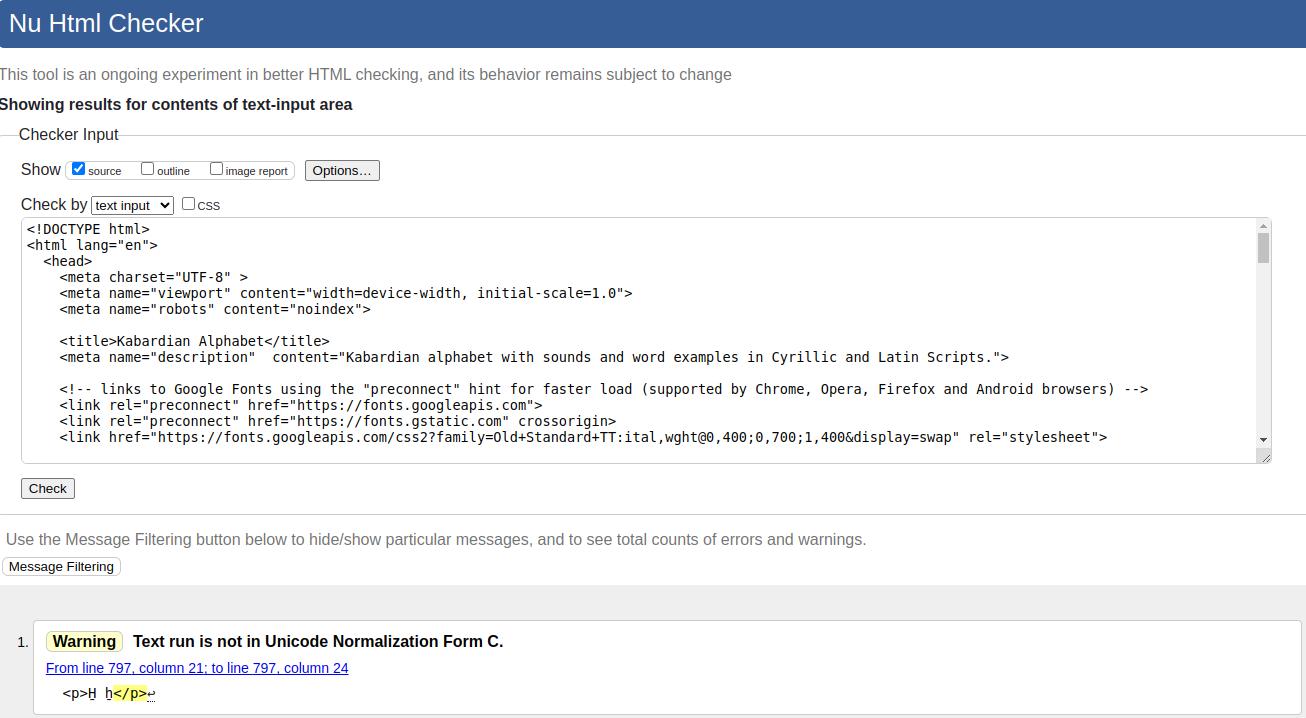 Nu Html Checker
This tool is an ongoing experiment in better HTML checking, and its behavior remains subject to change
Showing results for contents of text-input area
Checker Input
Show source outline image report Options...
Check by text input CSS
<!DOCTYPE html>
<html lang="en">
  <head>
    <meta charset="UTF-8" >
    <meta name="viewport" content="width=device-width, initial-scale=1.0">
    <meta name="robots" content="noindex">
    <title>Kabardian Alphabet</title>
    <meta name="description"  content="Kabardian alphabet with sounds and word examples in Cyrillic and Latin Scripts.">
    <!-- links to Google Fonts using the "preconnect" hint for faster load (supported by Chrome, Opera, Firefox and Android browsers) -->
    <link rel="preconnect" href="https://fonts.googleapis.com">
    <link rel="preconnect" href="https://fonts.gstatic.com" crossorigin>
    <link href="https://fonts.googleapis.com/css2?family=Old+Standard+TT:ital,wght@0,400;0,700;1,400&display=swap" rel="stylesheet">
Check
Use the Message Filtering button below to hide/show particular messages, and to see total counts of errors and warnings.
Message Filtering
1. Warning Text run is not in Unicode Normalization Form C.
From line 797, column 21; to line 797, column 24
<p>H̱ ẖ</p>↩